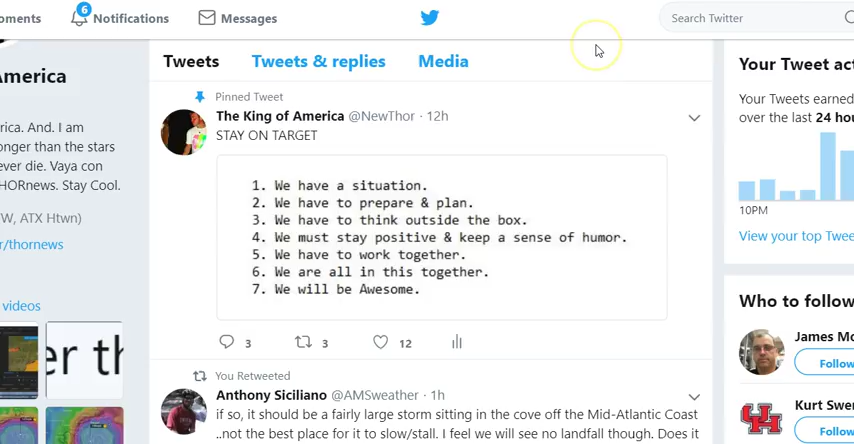 oments
6
Notifications
Messages
Search Twitter
America
rica. And. I am
onger than the stars
ever die. Vaya con
HORnews. Stay Cool.
W, ATX Htwn)
r/thornews
videos
er th
Tweets
Tweets & replies
Media
Pinned Tweet
The King of America @NewThor · 12h
STAY ON TARGET
1. We have a situation.
2. We have to prepare & plan.
3. We have to think outside the box.
4. We must stay positive & keep a sense of humor.
5. We have to work together.
6. We are all in this together.
7. We will be Awesome.
3
3
12
You Retweeted
Anthony Siciliano @AMSweather · 1h
if so, it should be a fairly large storm sitting in the cove off the Mid-Atlantic Coast
..not the best place for it to slow/stall. I feel we will see no landfall though. Does it
Your Tweet act
Your Tweets earned
over the last 24 hou
10PM
View your top Twee
Who to follow
James Mc
Follow
Kurt Swer
Follow